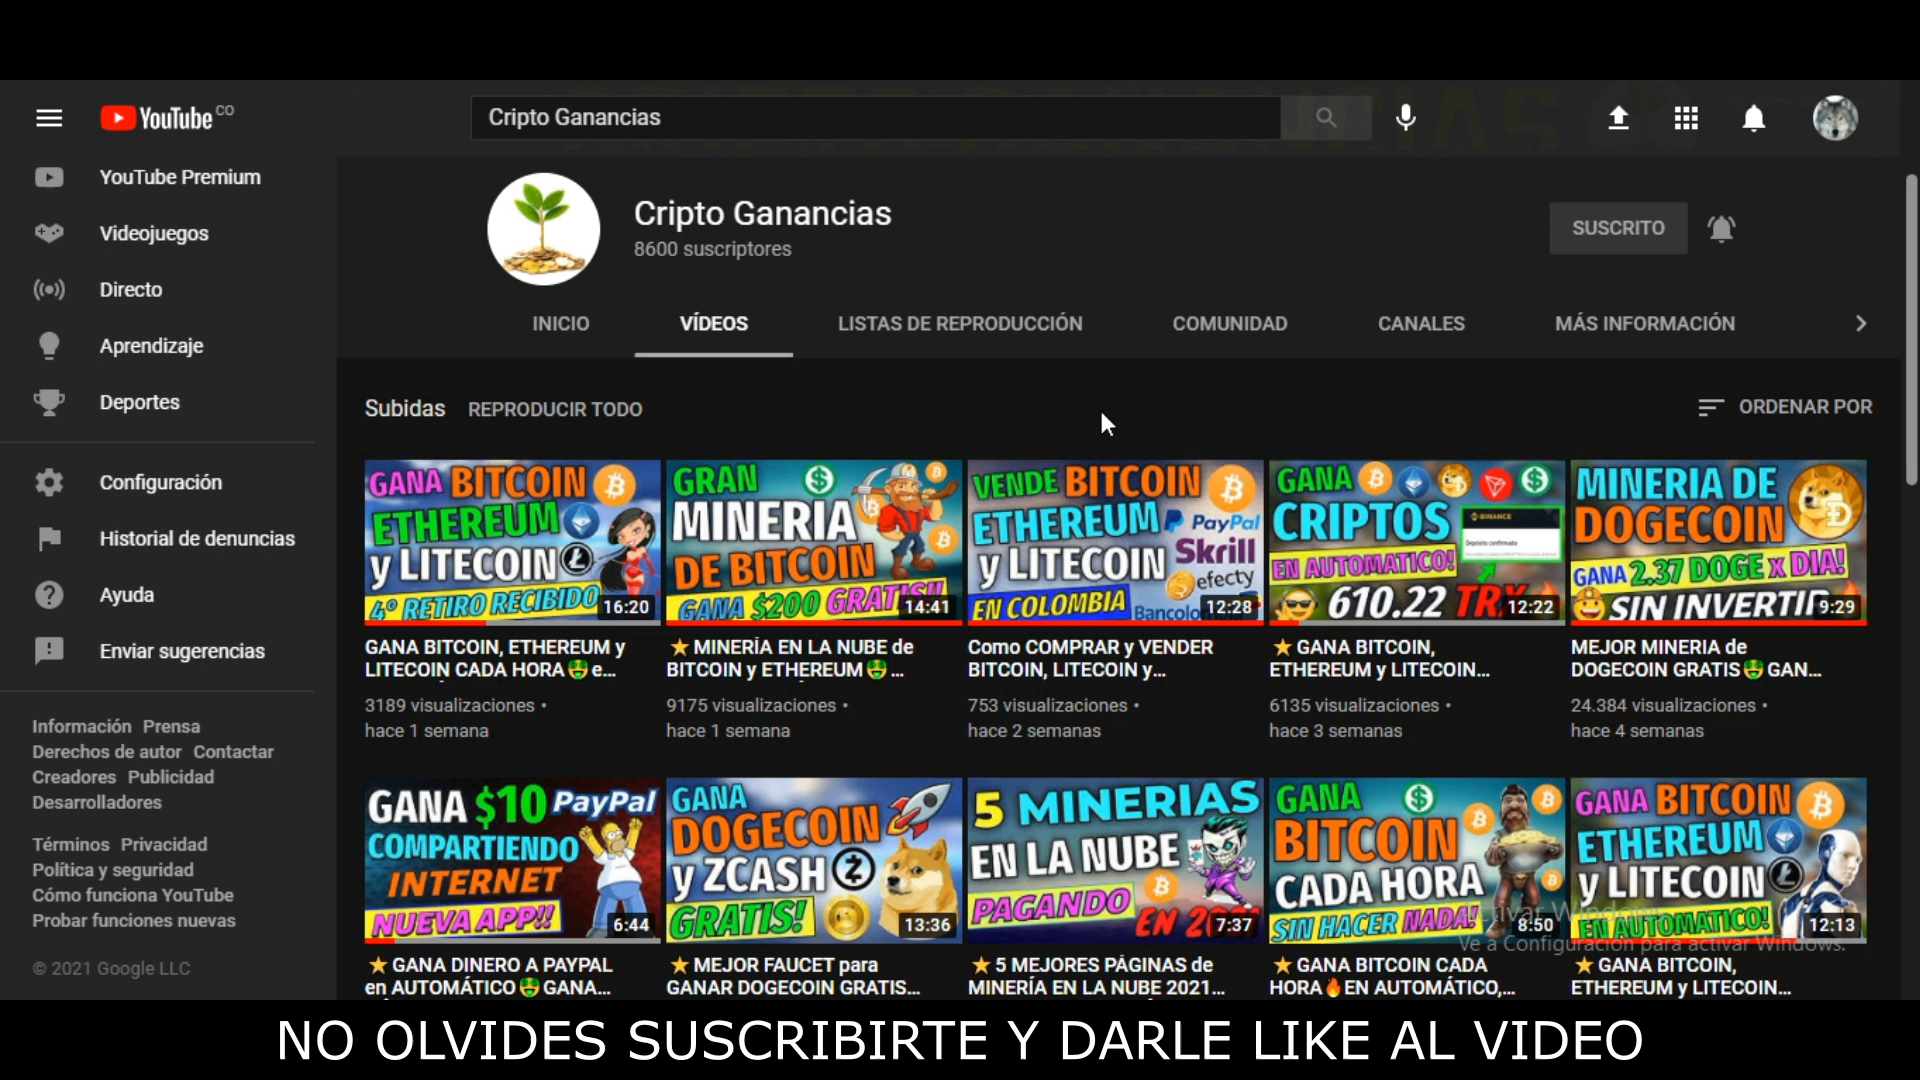 YouTube CO
Cripto Ganancias
YouTube Premium
Videojuegos
Directo
Aprendizaje
Deportes
Configuración
Historial de denuncias
Ayuda
Enviar sugerencias
Información Prensa
Derechos de autor Contactar
Creadores Publicidad
Desarrolladores
Términos Privacidad
Política y seguridad
Cómo funciona YouTube
Probar funciones nuevas
© 2021 Google LLC
Cripto Ganancias
8600 suscriptores
SUSCRITO
INICIO VÍDEOS LISTAS DE REPRODUCCIÓN COMUNIDAD CANALES MÁS INFORMACIÓN
Subidas REPRODUCIR TODO
ORDENAR POR
GANA BITCOIN
ETHEREUM
y LITECOIN
4º RETIRO RECIBIDO
16:20
GANA BITCOIN, ETHEREUM y
LITECOIN CADA HORA🤑e...
3189 visualizaciones •
hace 1 semana
GRAN
MINERIA
DE BITCOIN
GANA $200 GRATIS!!
14:41
⭐MINERÍA EN LA NUBE de
BITCOIN y ETHEREUM🤑...
9175 visualizaciones •
hace 1 semana
VENDE BITCOIN
ETHEREUM PayPal
y LITECOIN Skrill
efecty
EN COLOMBIA
12:28
Como COMPRAR y VENDER
BITCOIN, LITECOIN y...
753 visualizaciones •
hace 2 semanas
GANA
CRIPTOS
BINANCE
Depósito confirmado
EN AUTOMATICO!
610.22 TRX
12:22
⭐GANA BITCOIN,
ETHEREUM y LITECOIN...
6135 visualizaciones •
hace 3 semanas
MINERIA DE
DOGECOIN
GANA 2.37 DOGE x DIA!
SIN INVERTIR
9:29
MEJOR MINERIA de
DOGECOIN GRATIS🤑GAN...
24.384 visualizaciones •
hace 4 semanas
GANA $10 PayPal
COMPARTIENDO
INTERNET
NUEVA APP!!
6:44
⭐GANA DINERO A PAYPAL
en AUTOMÁTICO🤑GANA...
GANA
DOGECOIN
y ZCASH
GRATIS!
13:36
⭐MEJOR FAUCET para
GANAR DOGECOIN GRATIS...
5 MINERIAS
EN LA NUBE
PAGANDO
EN
7:37
⭐5 MEJORES PÁGINAS de
MINERÍA EN LA NUBE 2021...
GANA
BITCOIN
CADA HORA
SIN HACER NADA!
8:50
⭐GANA BITCOIN CADA
HORA🔥EN AUTOMÁTICO,...
GANA BITCOIN
ETHEREUM
y LITECOIN
EN AUTOMATICO!
12:13
⭐GANA BITCOIN,
ETHEREUM y LITECOIN...
Activar Windows
Ve a Configuración para activar Windows.
NO OLVIDES SUSCRIBIRTE Y DARLE LIKE AL VIDEO